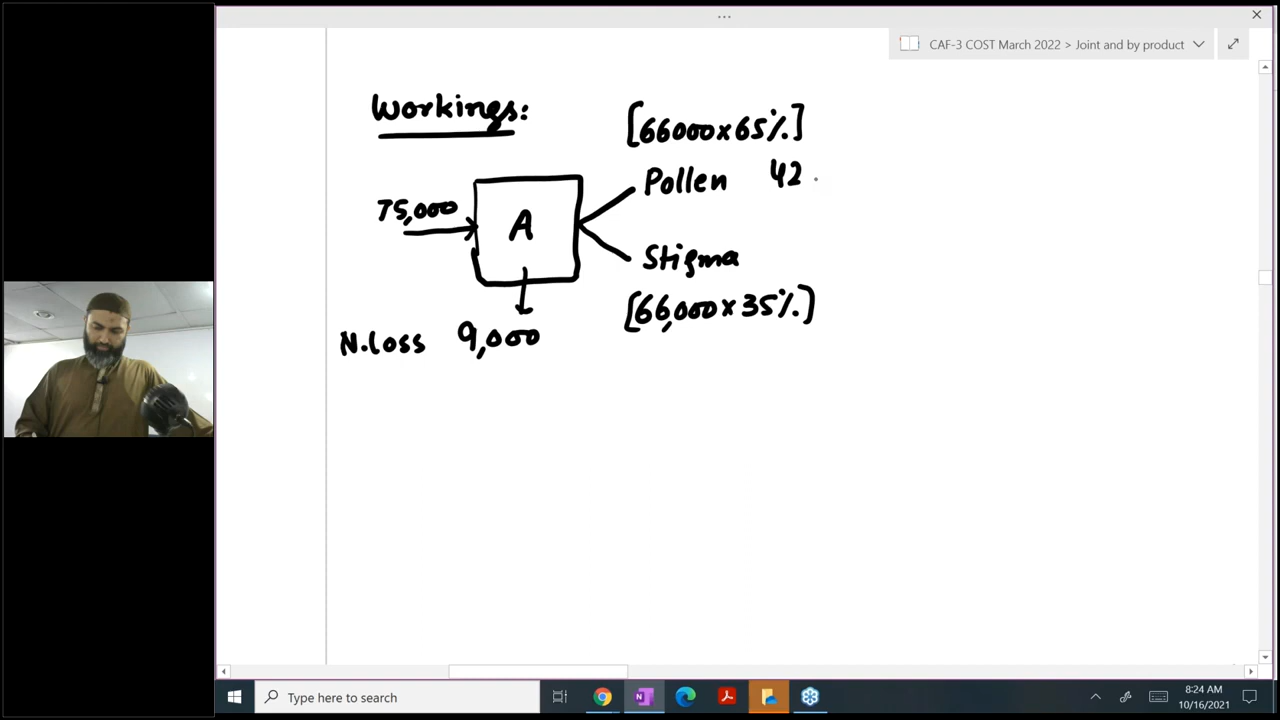 CAF-3 COST March 2022 > Joint and by product
Workings:
[66000x65%.]
Pollen 42.
75,000
A
Stigma
[66,000x35%.]
N.Loss 9,000
Type here to search
8:24 AM
10/16/2021